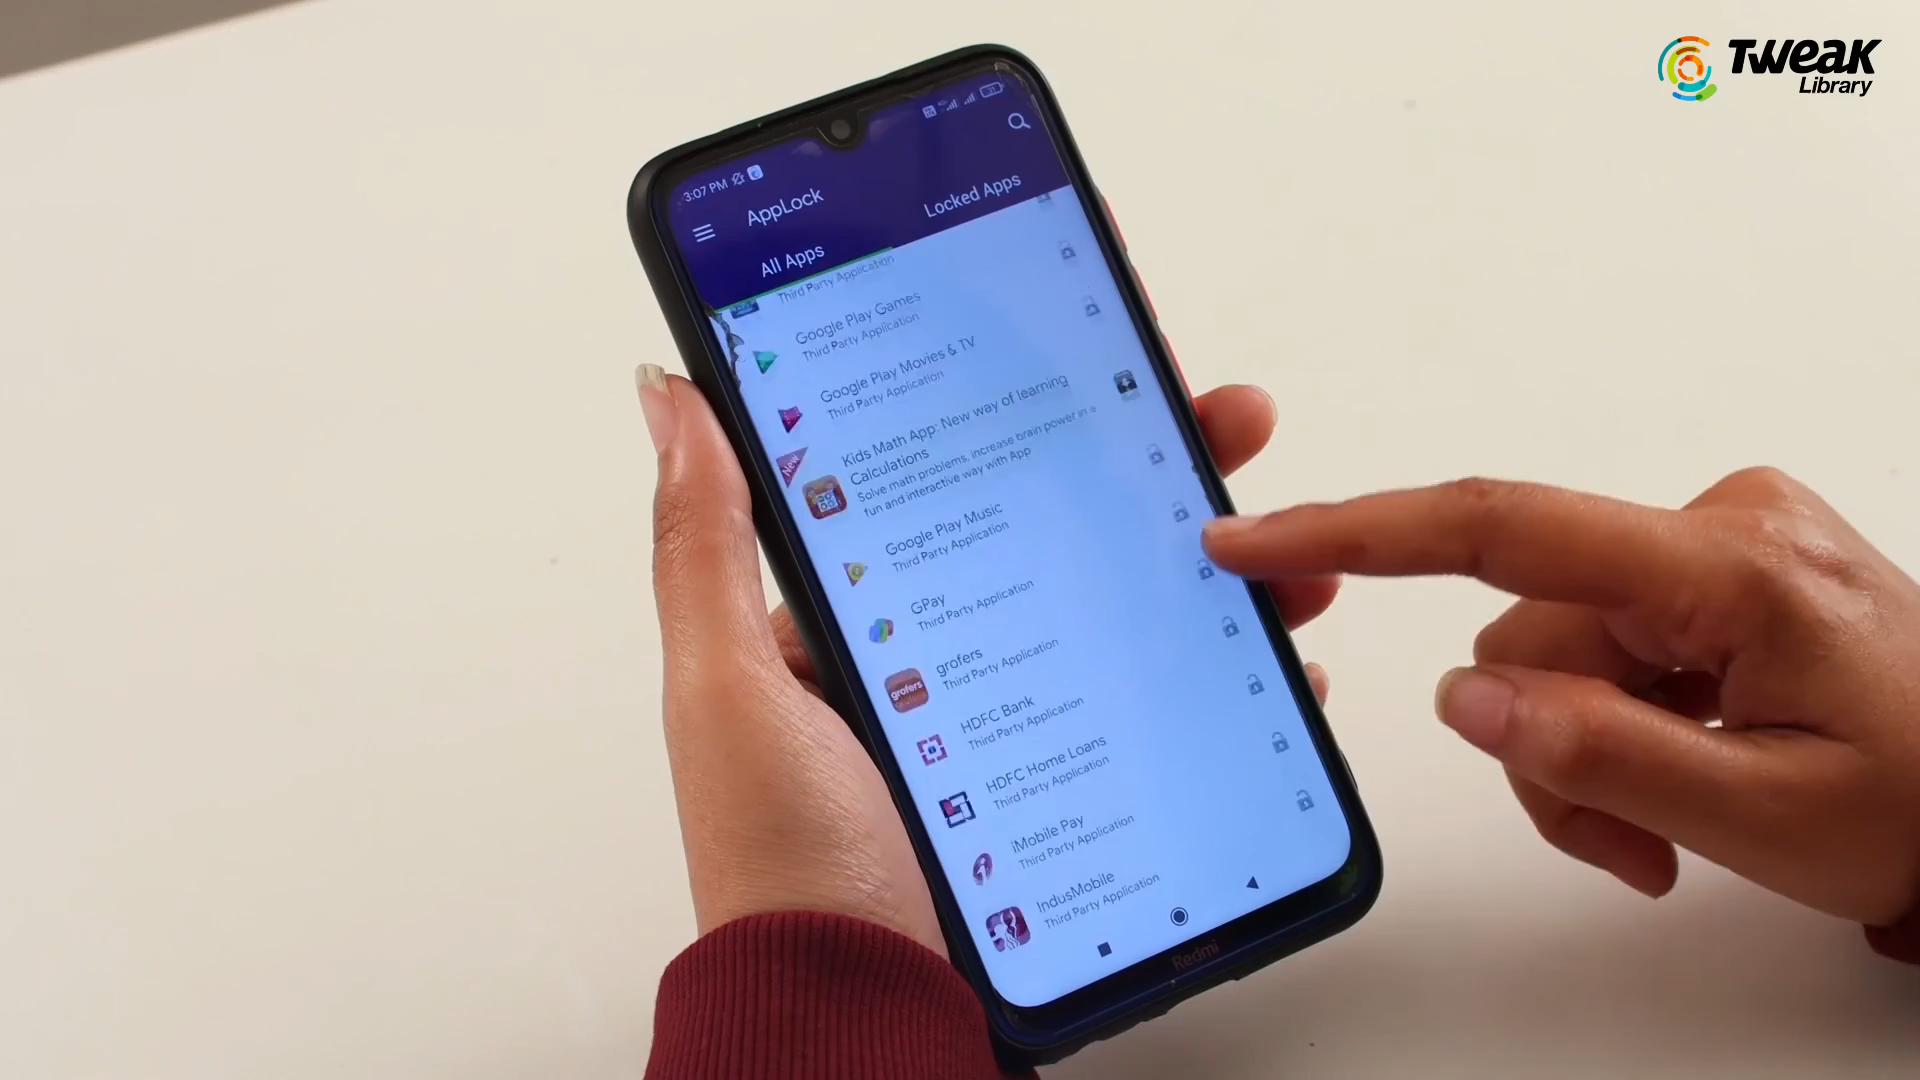 Tweak
Library
3:07 PM
AppLock
All Apps
Locked Apps
Third Party Application
Google Play Games
Third Party Application
Google Play Movies & TV
Third Party Application
New
Kids Math App: New way of learning
Calculations
Solve math problems, increase brain power in a
fun and interactive way with App
Google Play Music
Third Party Application
GPay
Third Party Application
grofers
grofers
Third Party Application
HDFC Bank
Third Party Application
HDFC Home Loans
Third Party Application
iMobile Pay
Third Party Application
IndusMobile
Third Party Application
Redmi